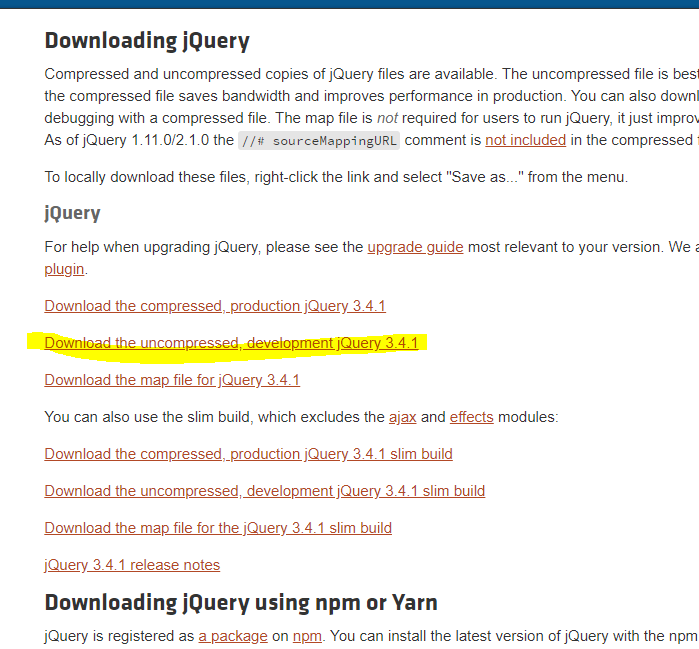 Downloading jQuery
Compressed and uncompressed copies of jQuery files are available. The uncompressed file is best
the compressed file saves bandwidth and improves performance in production. You can also downl
debugging with a compressed file. The map file is not required for users to run jQuery, it just improv
As of jQuery 1.11.0/2.1.0 the //# sourceMappingURL comment is not included in the compressed
To locally download these files, right-click the link and select "Save as..." from the menu.
jQuery
For help when upgrading jQuery, please see the upgrade guide most relevant to your version. We a
plugin.
Download the compressed, production jQuery 3.4.1
Download the uncompressed, development jQuery 3.4.1
Download the map file for jQuery 3.4.1
You can also use the slim build, which excludes the ajax and effects modules:
Download the compressed, production jQuery 3.4.1 slim build
Download the uncompressed, development jQuery 3.4.1 slim build
Download the map file for the jQuery 3.4.1 slim build
jQuery 3.4.1 release notes
Downloading jQuery using npm or Yarn
jQuery is registered as a package on npm. You can install the latest version of jQuery with the npm